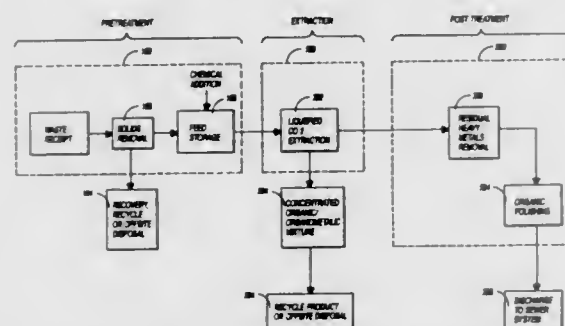 PRETREATMENT
EXTRACTION
POST TREATMENT
CHEMICAL
ADDITION
WASTE
RECEIPT
SOLIDS
REMOVAL
FEED
STORAGE
LIQUEFIED
CO 2
EXTRACTION
RESIDUAL
HEAVY
METALS
REMOVAL
RECOVERY,
RECYCLE
OR OFFSITE
DISPOSAL
CONCENTRATED
ORGANIC/
ORGANOMETALIC
MIXTURE
ORGANIC
POLISHING
RECYCLE PRODUCT
OR OFFSITE DISPOSAL
DISCHARGE
TO SEWER
SYSTEM